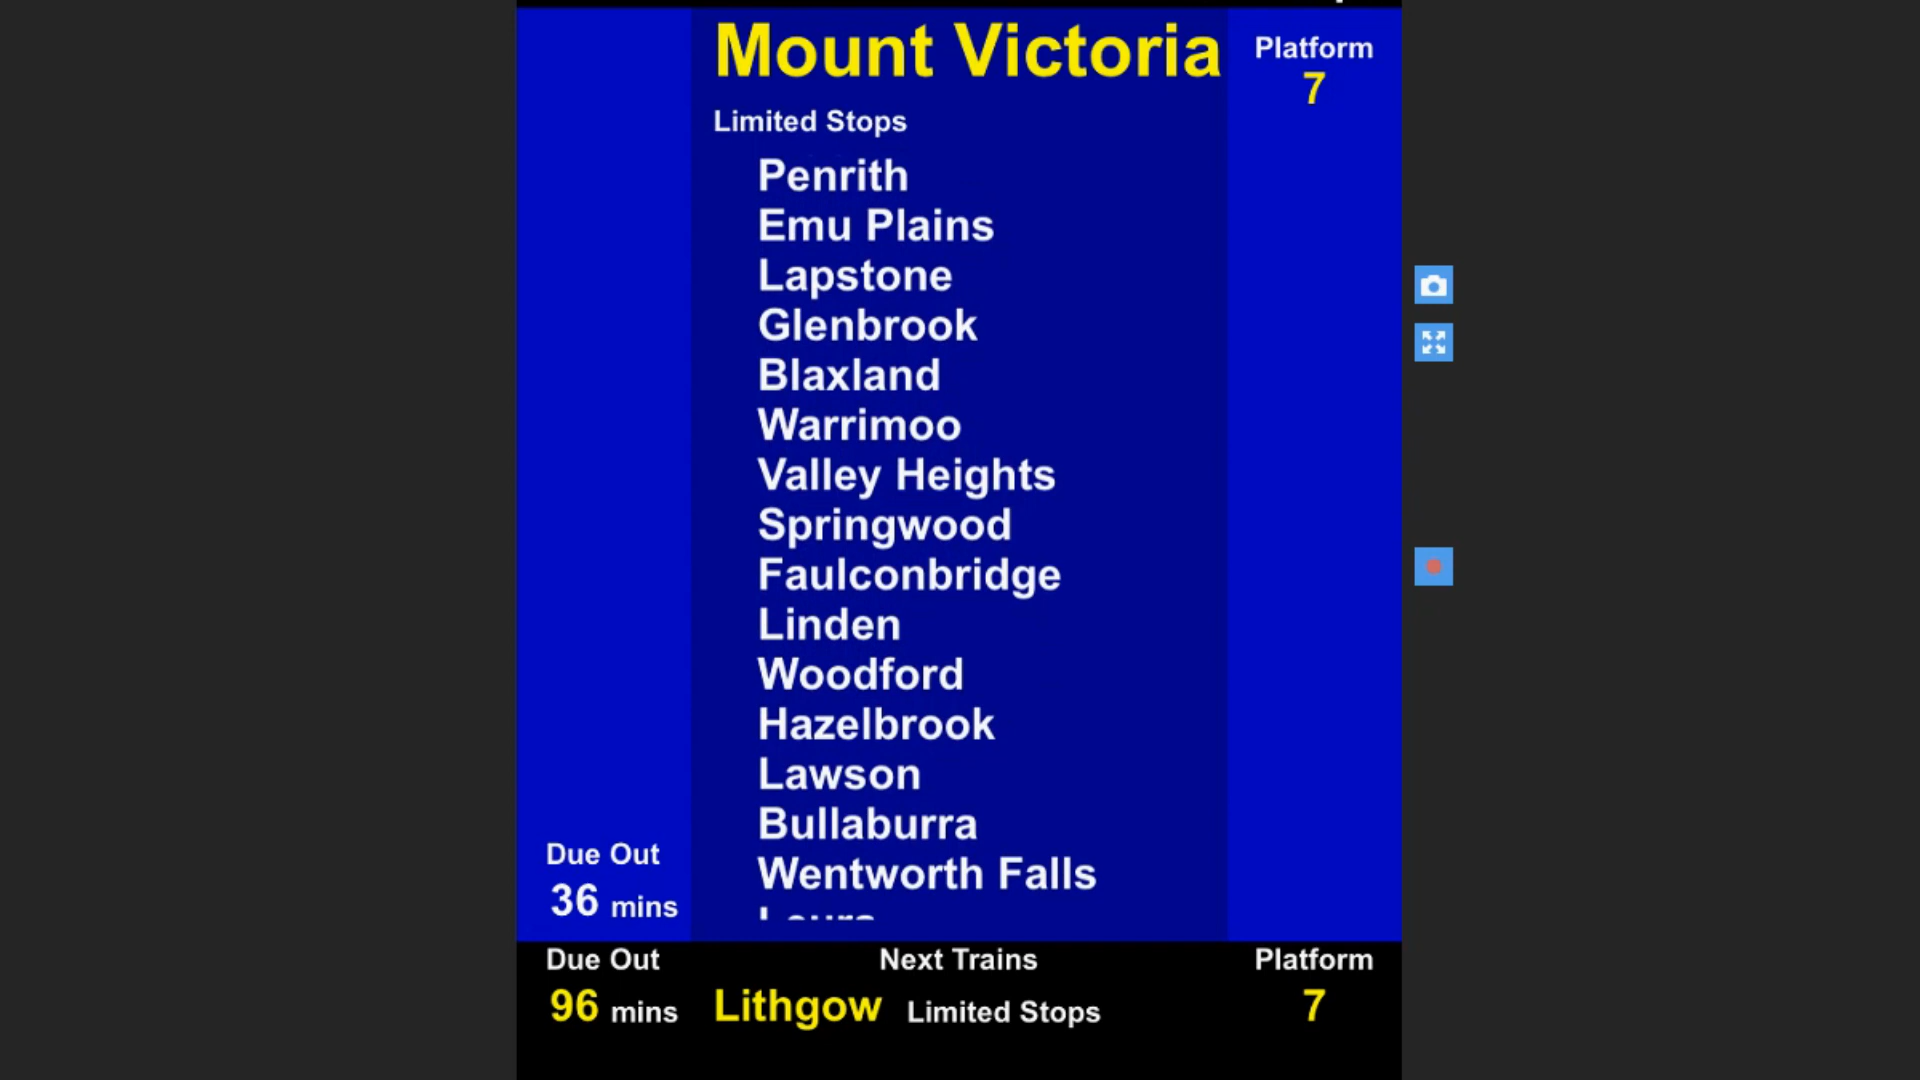 Mount Victoria
Platform
7
Limited Stops
Penrith
Emu Plains
Lapstone
Glenbrook
Blaxland
Warrimoo
Valley Heights
Springwood
Faulconbridge
Linden
Woodford
Hazelbrook
Lawson
Bullaburra
Wentworth Falls
Due Out
36 mins
Due Out Next Trains Platform
96 mins Lithgow Limited Stops 7